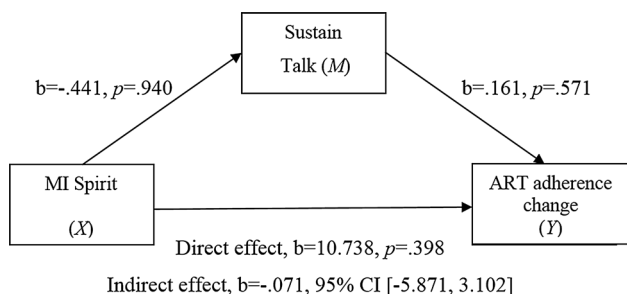 Sustain
Talk (M)
b=-.441, p=.940
b=.161, p=.571
MI Spirit
(X)
ART adherence
change
(Y)
Direct effect, b=10.738, p=.398
Indirect effect, b=-.071, 95% CI [-5.871, 3.102]